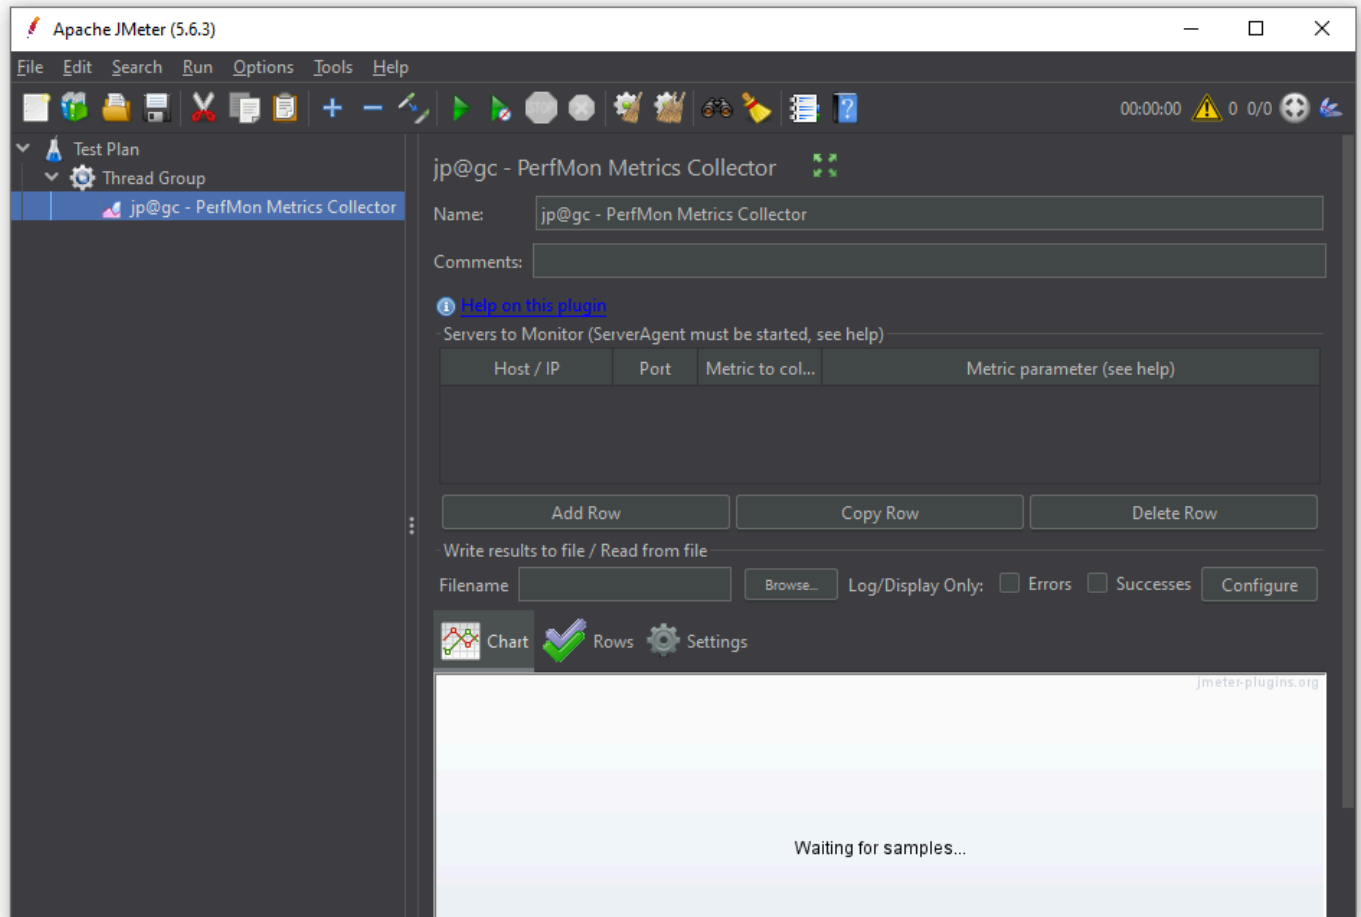 Apache JMeter (5.6.3)
File Edit Search Run Options Tools Help
STOP 00:00:00 0 0/0
Test Plan
Thread Group
jp@gc - PerfMon Metrics Collector
jp@gc - PerfMon Metrics Collector
Name: jp@gc - PerfMon Metrics Collector
Comments:
Help on this plugin
Servers to Monitor (ServerAgent must be started, see help)
Host / IP Port Metric to col... Metric parameter (see help)
Add Row Copy Row Delete Row
Write results to file / Read from file
Filename Browse... Log/Display Only: Errors Successes Configure
Chart Rows Settings
jmeter-plugins.org
Waiting for samples...